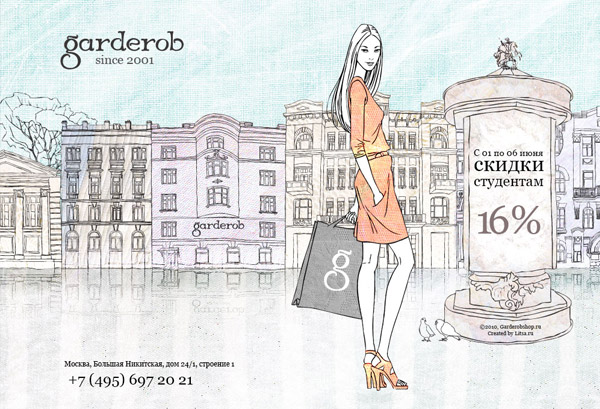 garderob
since 2001
С 01 по 06 июня
СКИДКИ
студентам
16%
garderob
g
©2010, Garderobshop.ru
Created by Litra.ru
Москва, Большая Никитская, дом 24/1, строение 1
+7 (495) 697 20 21